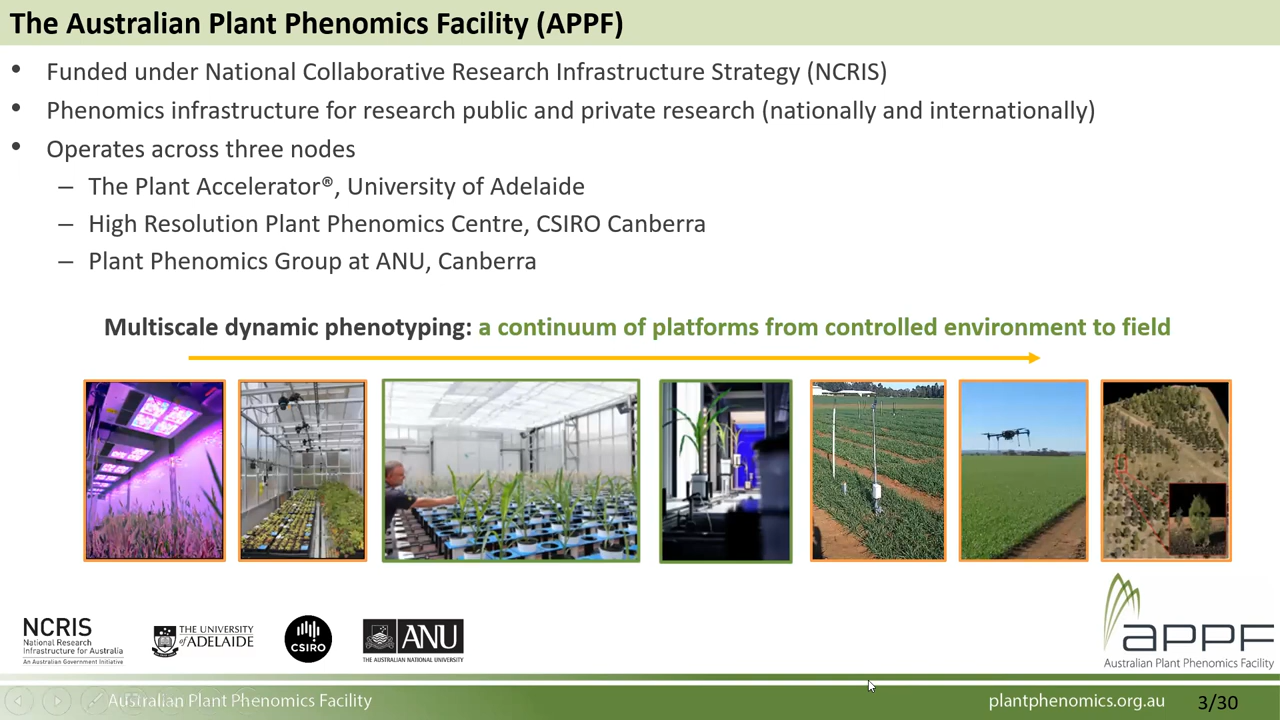 The Australian Plant Phenomics Facility (APPF)
• Funded under National Collaborative Research Infrastructure Strategy (NCRIS)
• Phenomics infrastructure for research public and private research (nationally and internationally)
• Operates across three nodes
– The Plant Accelerator®, University of Adelaide
– High Resolution Plant Phenomics Centre, CSIRO Canberra
– Plant Phenomics Group at ANU, Canberra
Multiscale dynamic phenotyping: a continuum of platforms from controlled environment to field
NCRIS
National Research
Infrastructure for Australia
An Australian Government Initiative
THE UNIVERSITY
of ADELAIDE
CSIRO
ANU
THE AUSTRALIAN NATIONAL UNIVERSITY
appf
Australian Plant Phenomics Facility
Australian Plant Phenomics Facility
plantphenomics.org.au
3/30